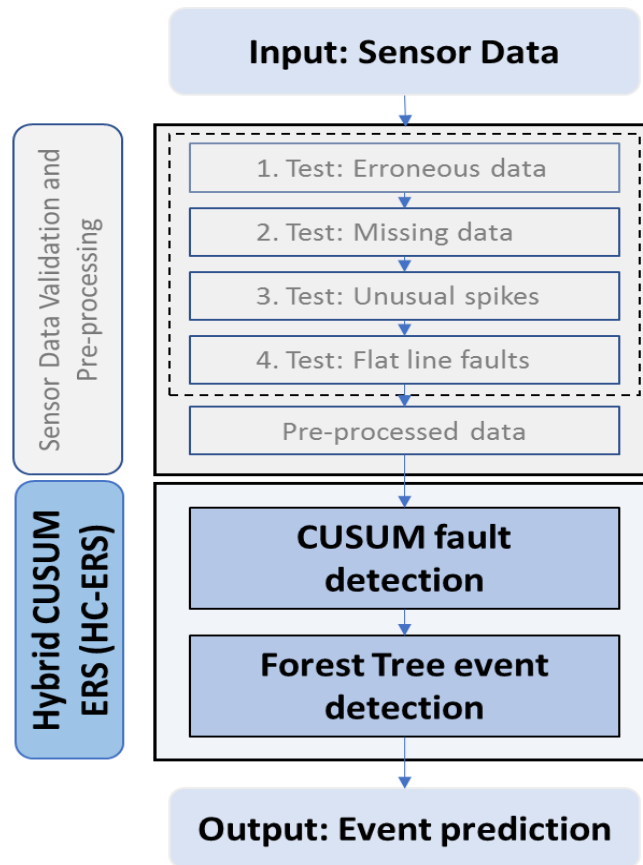 Input: Sensor Data
Sensor Data Validation and
Pre-processing
1. Test: Erroneous data
2. Test: Missing data
3. Test: Unusual spikes
4. Test: Flat line faults
Pre-processed data
Hybrid CUSUM
ERS (HC-ERS)
CUSUM fault
detection
Forest Tree event
detection
Output: Event prediction